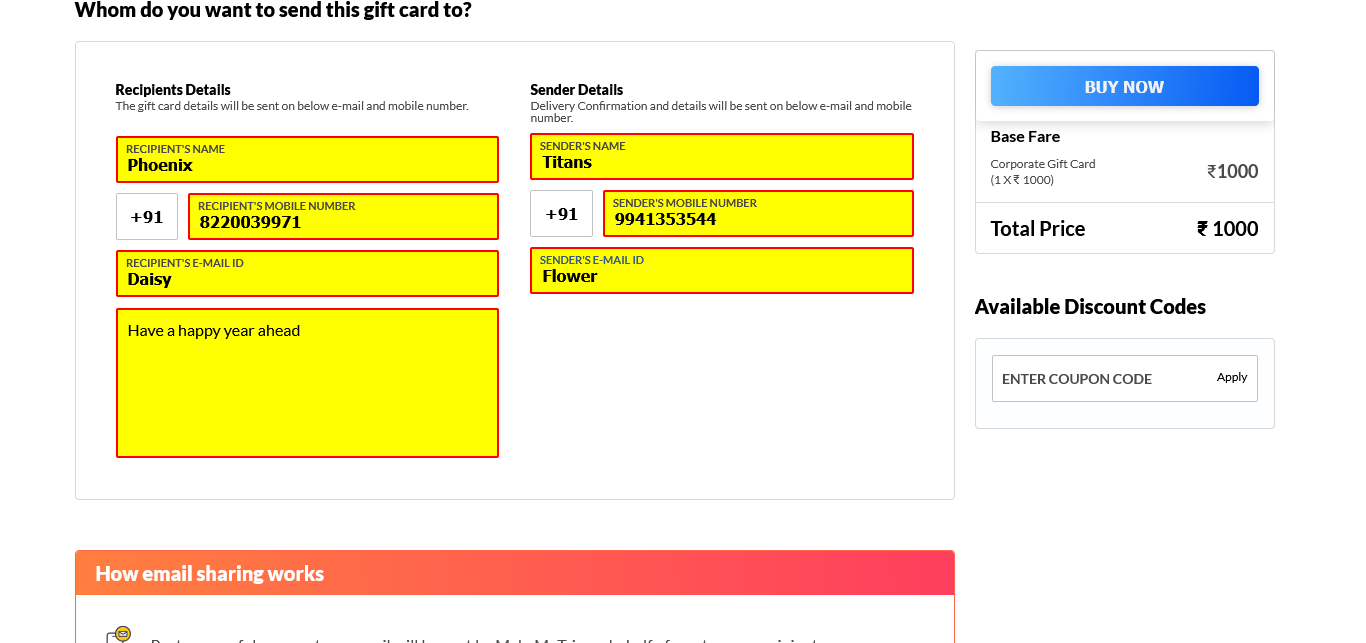 Whom do you want to send this gift card to?
Recipients Details
The gift card details will be sent on below e-mail and mobile number.
RECIPIENT'S NAME
Phoenix
+91
RECIPIENT'S MOBILE NUMBER
8220039971
RECIPIENT'S E-MAIL ID
Daisy
Have a happy year ahead
Sender Details
Delivery Confirmation and details will be sent on below e-mail and mobile
number.
SENDER'S NAME
Titans
+91
SENDER'S MOBILE NUMBER
9941353544
SENDER'S E-MAIL ID
Flower
BUY NOW
Base Fare
Corporate Gift Card
(1 X ₹ 1000)
₹1000
Total Price
₹ 1000
Available Discount Codes
ENTER COUPON CODE
Apply
How email sharing works